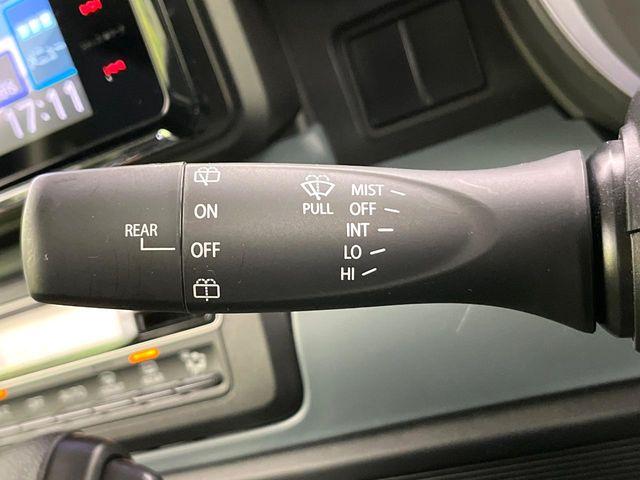 17:11
MIST
ON
PULL
OFF
REAR
INT
OFF
LO
HI